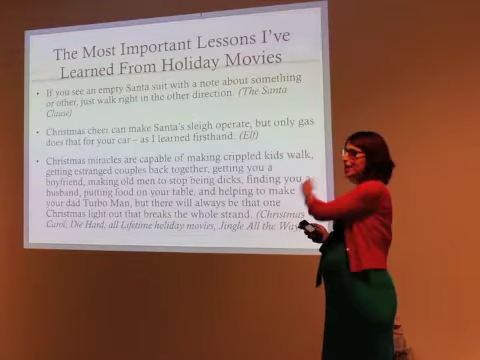 The Most Important Lessons I've
Learned From Holiday Movies
• If you see an empty Santa suit with a note about something
or other, just walk right in the other direction. (The Santa
Clause)
• Christmas cheer can make Santa's sleigh operate, but only gas
does that for your car – as I learned firsthand. (Elf)
• Christmas miracles are capable of making crippled kids walk,
getting estranged couples back together, getting you a
boyfriend, making old men to stop being dicks, finding you a
husband, putting food on your table, and helping to make
your dad Turbo Man, but there will always be that one
Christmas light out that breaks the whole strand. (Christmas
Carol, Die Hard, all Lifetime holiday movies, Jingle All the Way